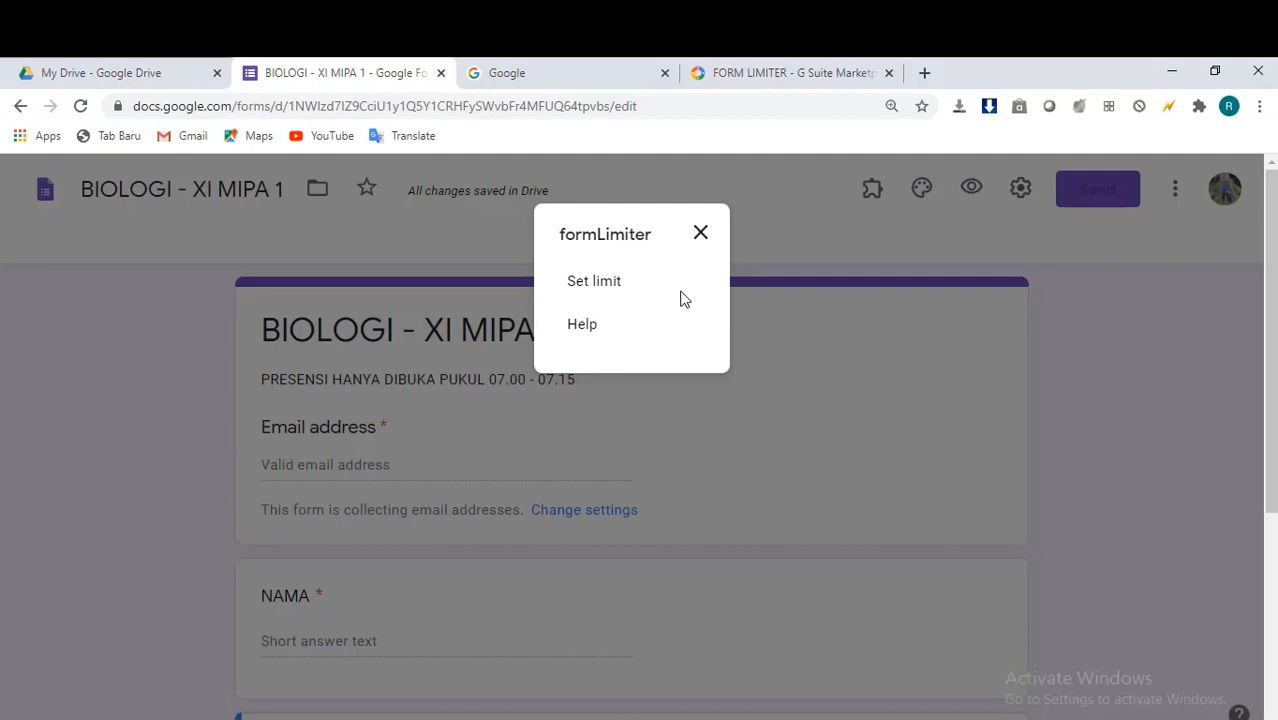 My Drive - Google Drive
BIOLOGI - XI MIPA 1 - Google Fo
Google
FORM LIMITER - G Suite Marketp
docs.google.com/forms/d/1NWIzd7IZ9CciU1y1Q5Y1CRHFySWvbFr4MFUQ64tpvbs/edit
R
Apps
Tab Baru
Gmail
Maps
YouTube
Translate
BIOLOGI - XI MIPA 1
All changes saved in Drive
Send
formLimiter
Set limit
Help
BIOLOGI - XI MIPA
PRESENSI HANYA DIBUKA PUKUL 07.00 - 07.15
Email address *
Valid email address
This form is collecting email addresses. Change settings
NAMA *
Short answer text
Activate Windows
Go to Settings to activate Windows.